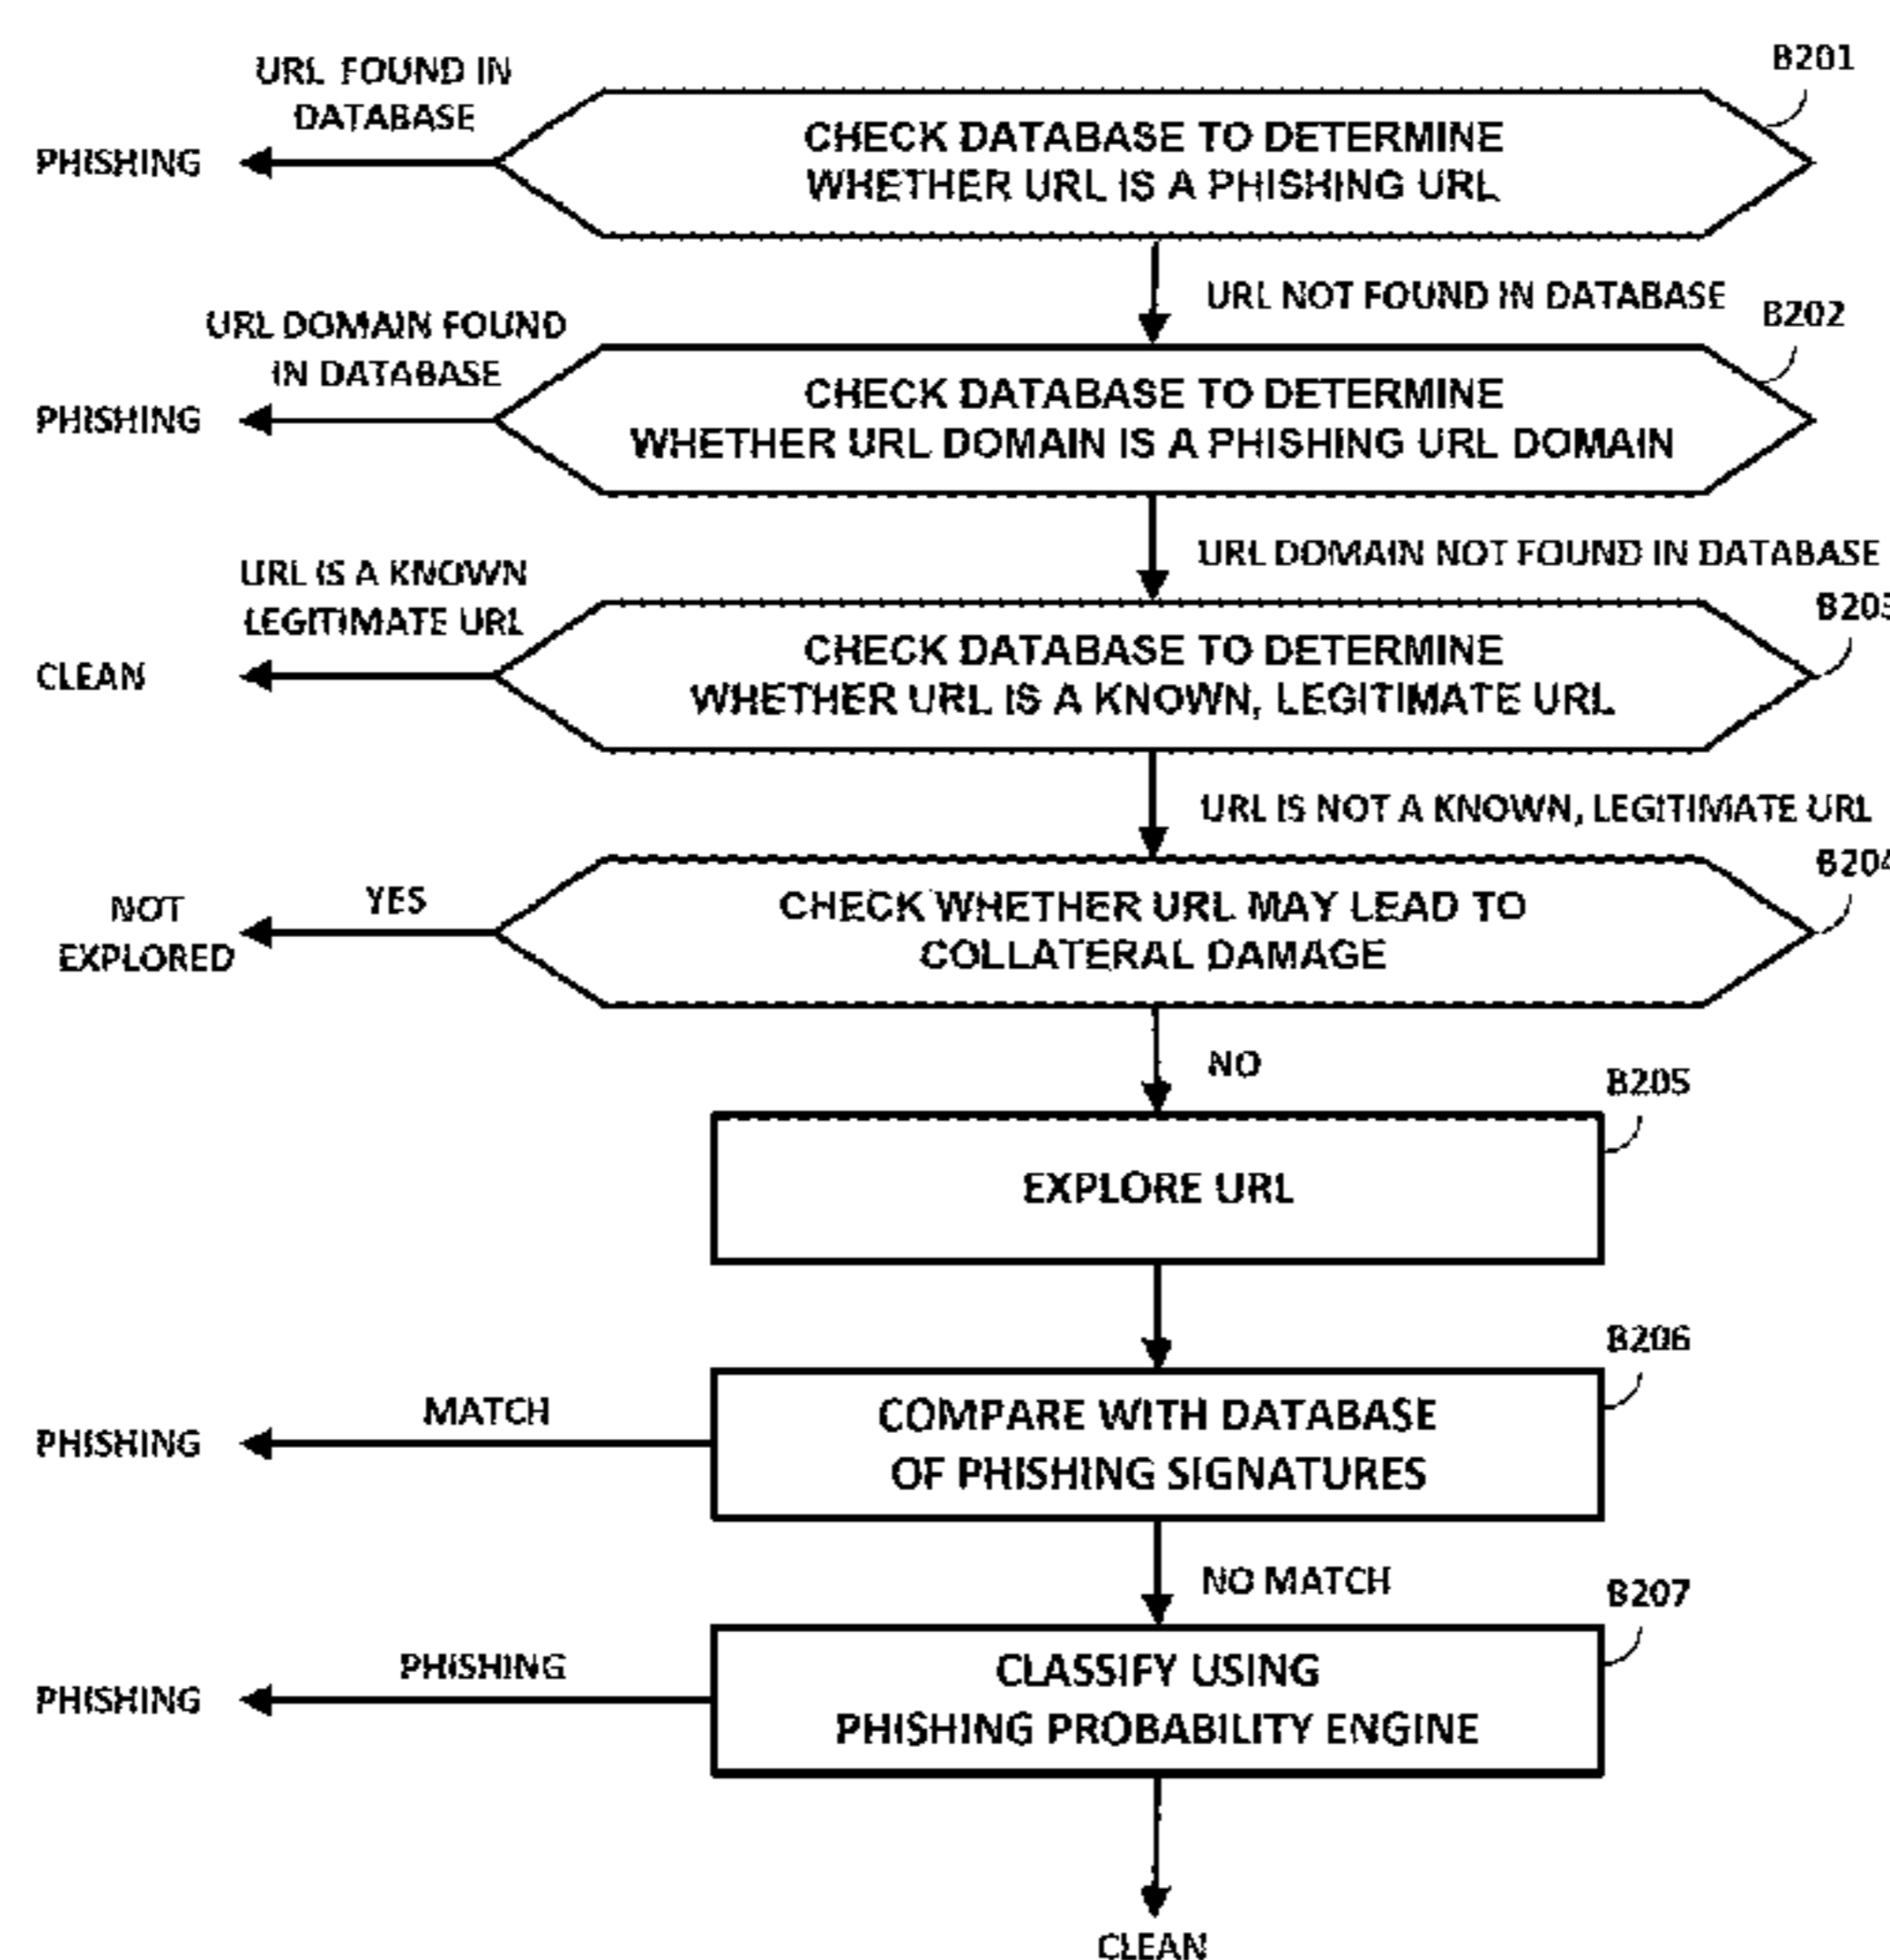 B201
URL FOUND IN
DATABASE
PHISHING
CHECK DATABASE TO DETERMINE
WHETHER URL IS A PHISHING URL
URL NOT FOUND IN DATABASE
B202
URL DOMAIN FOUND
IN DATABASE
PHISHING
CHECK DATABASE TO DETERMINE
WHETHER URL DOMAIN IS A PHISHING URL DOMAIN
URL DOMAIN NOT FOUND IN DATABASE
B203
URL IS A KNOWN
LEGITIMATE URL
CLEAN
CHECK DATABASE TO DETERMINE
WHETHER URL IS A KNOWN, LEGITIMATE URL
URL IS NOT A KNOWN, LEGITIMATE URL
B204
YES
NOT
EXPLORED
CHECK WHETHER URL MAY LEAD TO
COLLATERAL DAMAGE
NO
B205
EXPLORE URL
B206
MATCH
PHISHING
COMPARE WITH DATABASE
OF PHISHING SIGNATURES
NO MATCH
B207
PHISHING
PHISHING
CLASSIFY USING
PHISHING PROBABILITY ENGINE
CLEAN